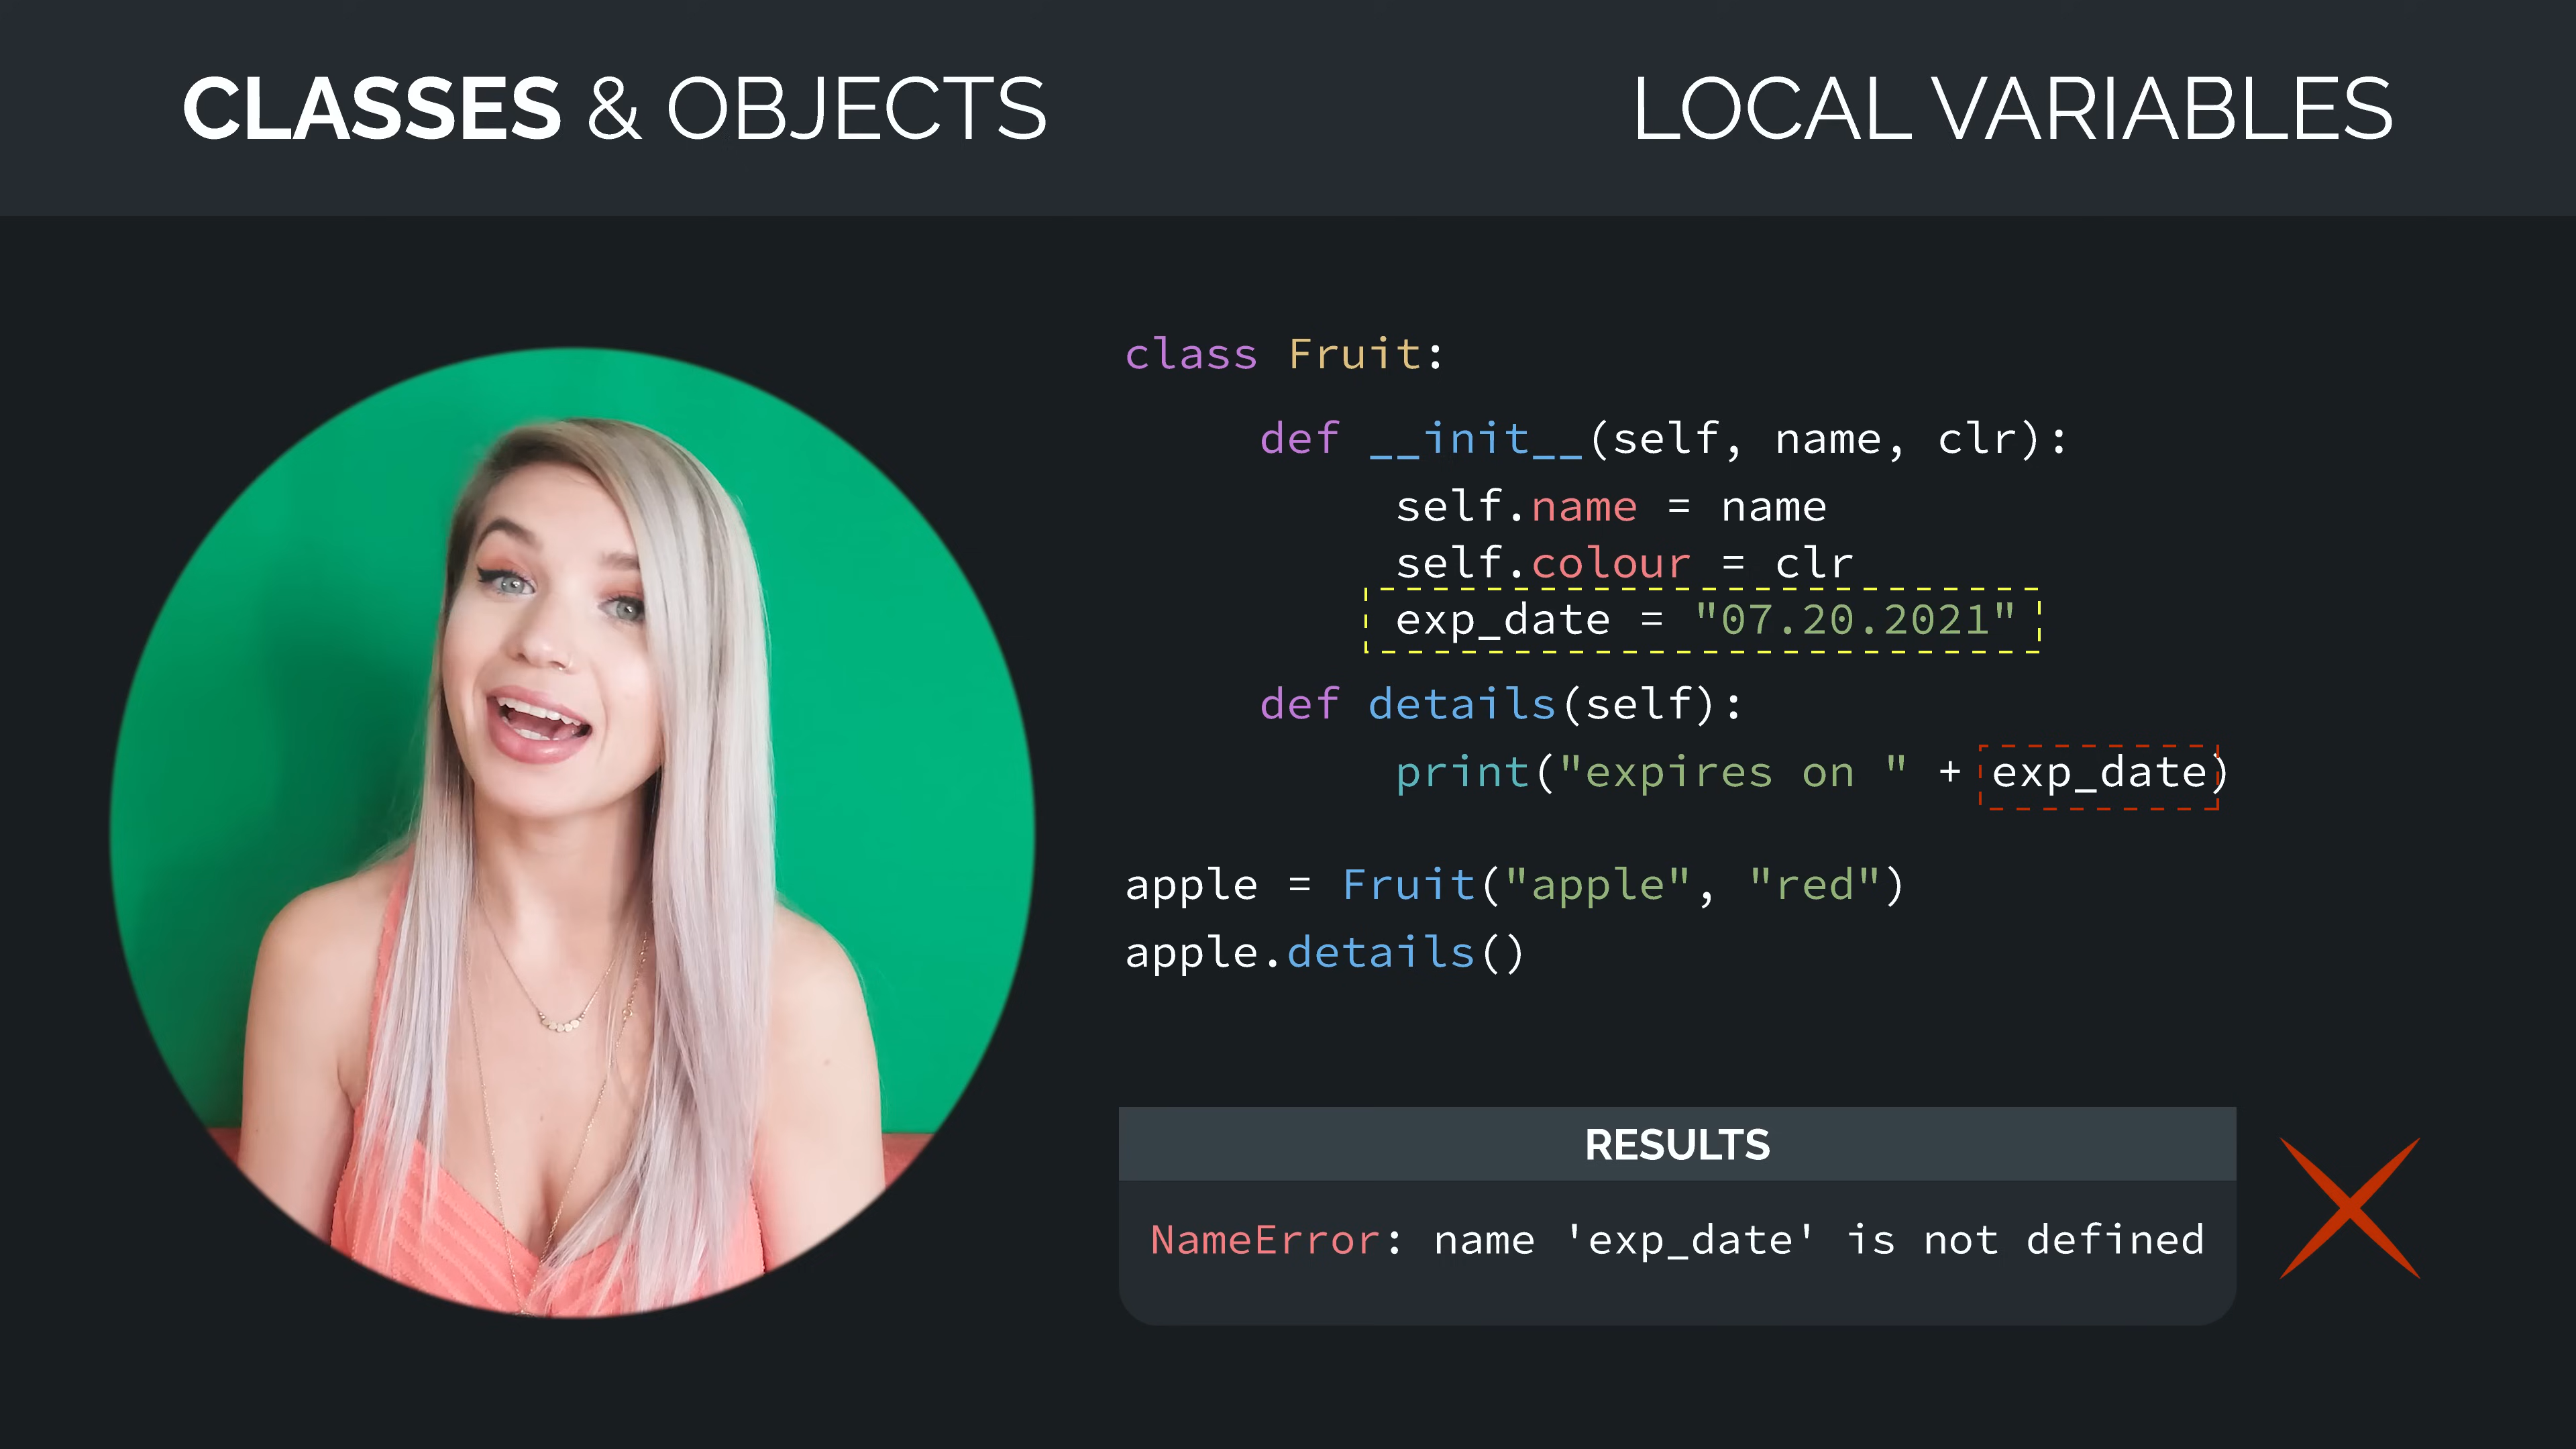 CLASSES & OBJECTS
LOCAL VARIABLES
class Fruit:
def __init__(self, name, clr):
self.name = name
self.colour = clr
exp_date = "07.20.2021"
def details(self):
print("expires on " + exp_date)
apple = Fruit("apple", "red")
apple.details()
RESULTS
NameError: name 'exp_date' is not defined